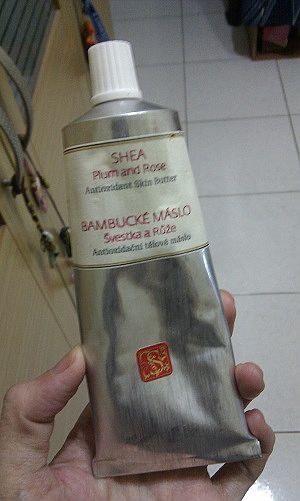 SHEA
Plum and Rose
Antioxidant Skin Butter
BAMBUCKÉ MÁSLO
Švestka a Růže
Antioxidační tělové máslo